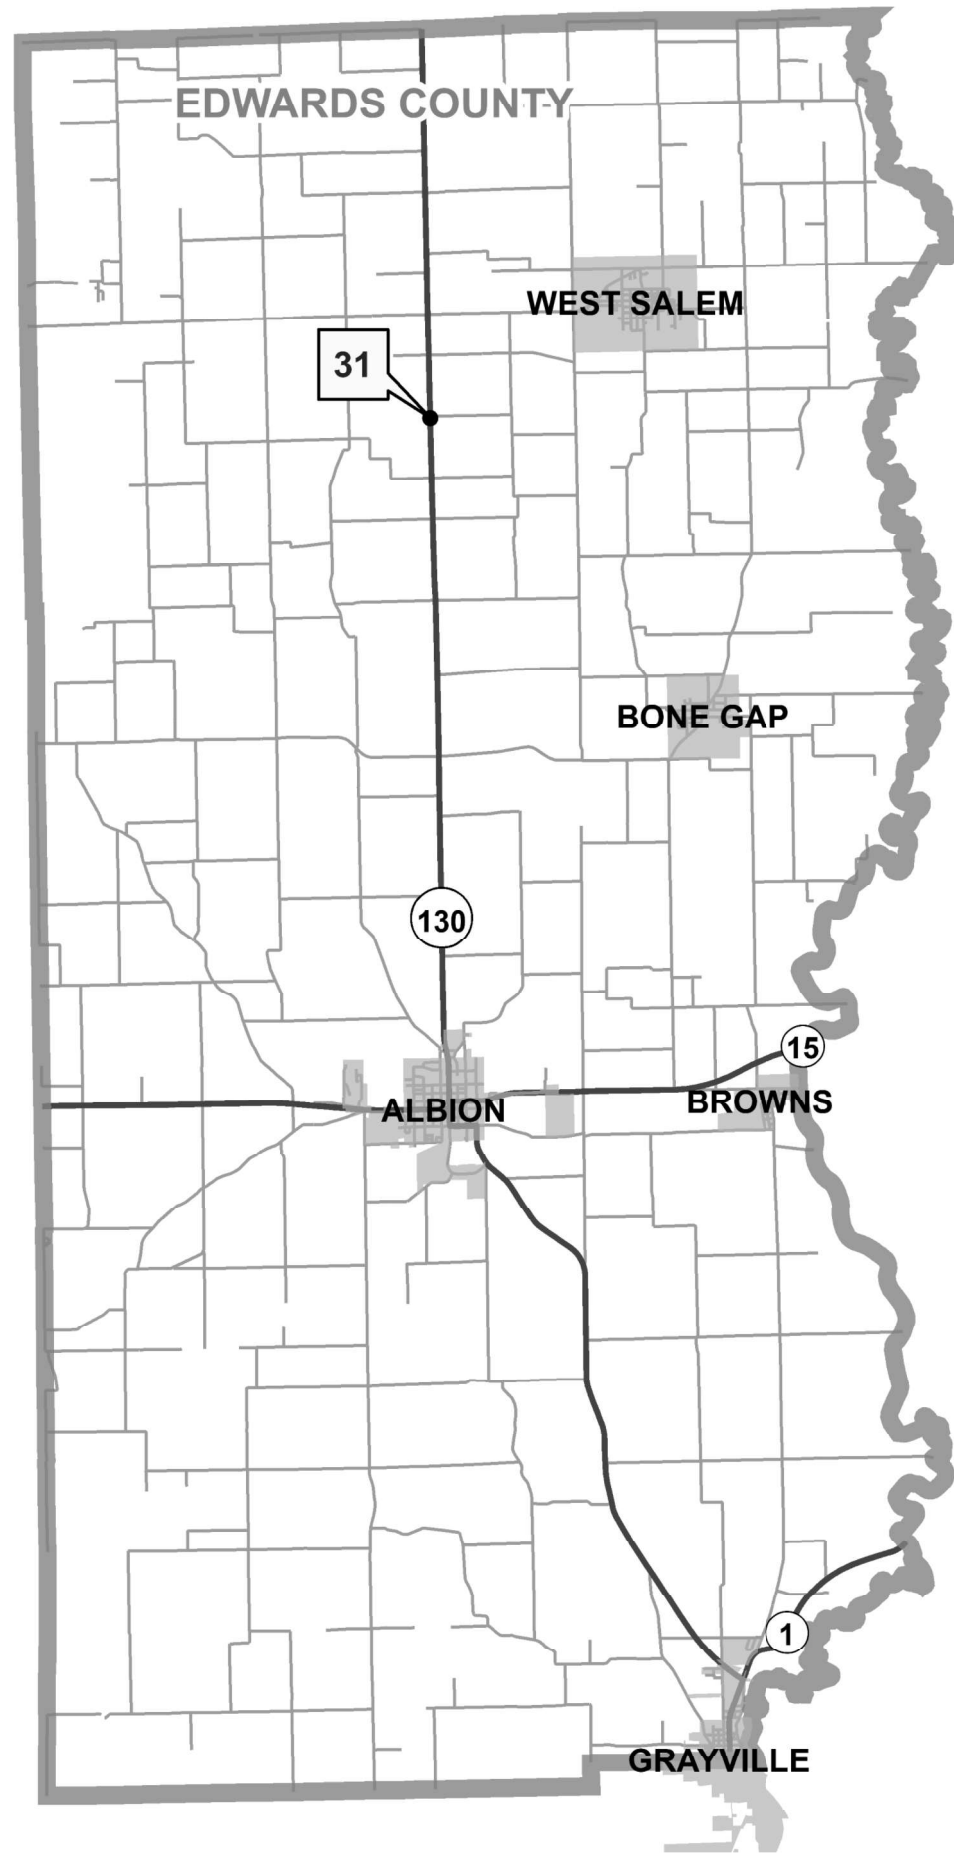 EDWARDS COUNTY
WEST SALEM
31
BONE GAP
130
15
BROWNS
ALBION
1
GRAYVILLE